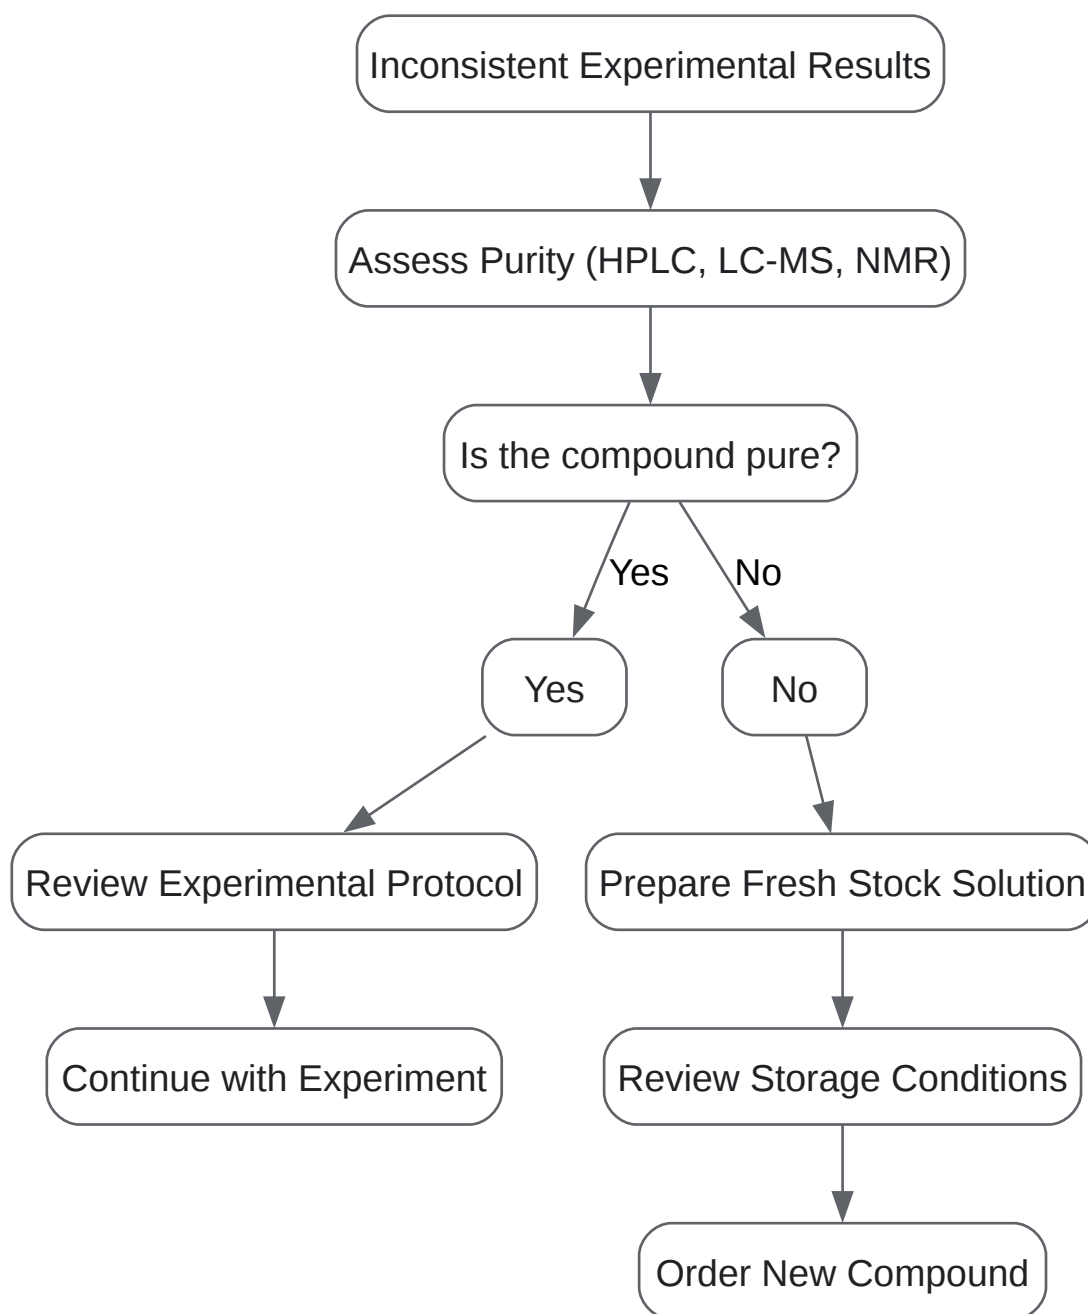 Inconsistent Experimental Results
Assess Purity (HPLC, LC-MS, NMR)
Is the compound pure?
Yes
No
Yes
No
Review Experimental Protocol
Prepare Fresh Stock Solution
Continue with Experiment
Review Storage Conditions
Order New Compound